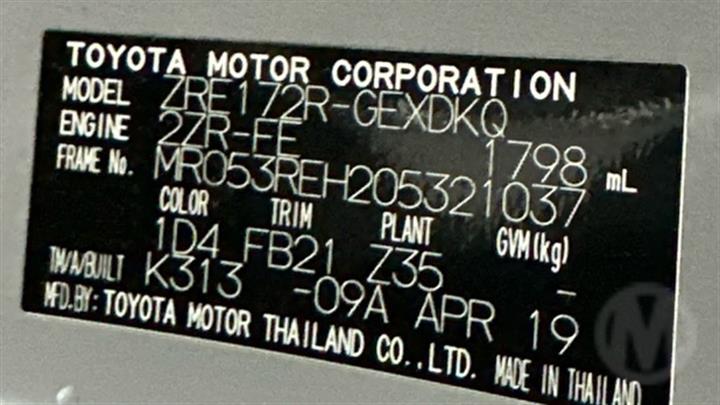 TOYOTA MOTOR CORPORATION
MODEL ZRE172R-GEXDKQ
ENGINE 2ZR-FE 1798 mL
FRAME No. MR053REH205321037
COLOR TRIM PLANT GVM(kg)
1D4 FB21 Z35 -
TM/A/BUILT K313 -09A APR 19
MFD.BY: TOYOTA MOTOR THAILAND CO.,LTD. MADE IN THAILAND
M